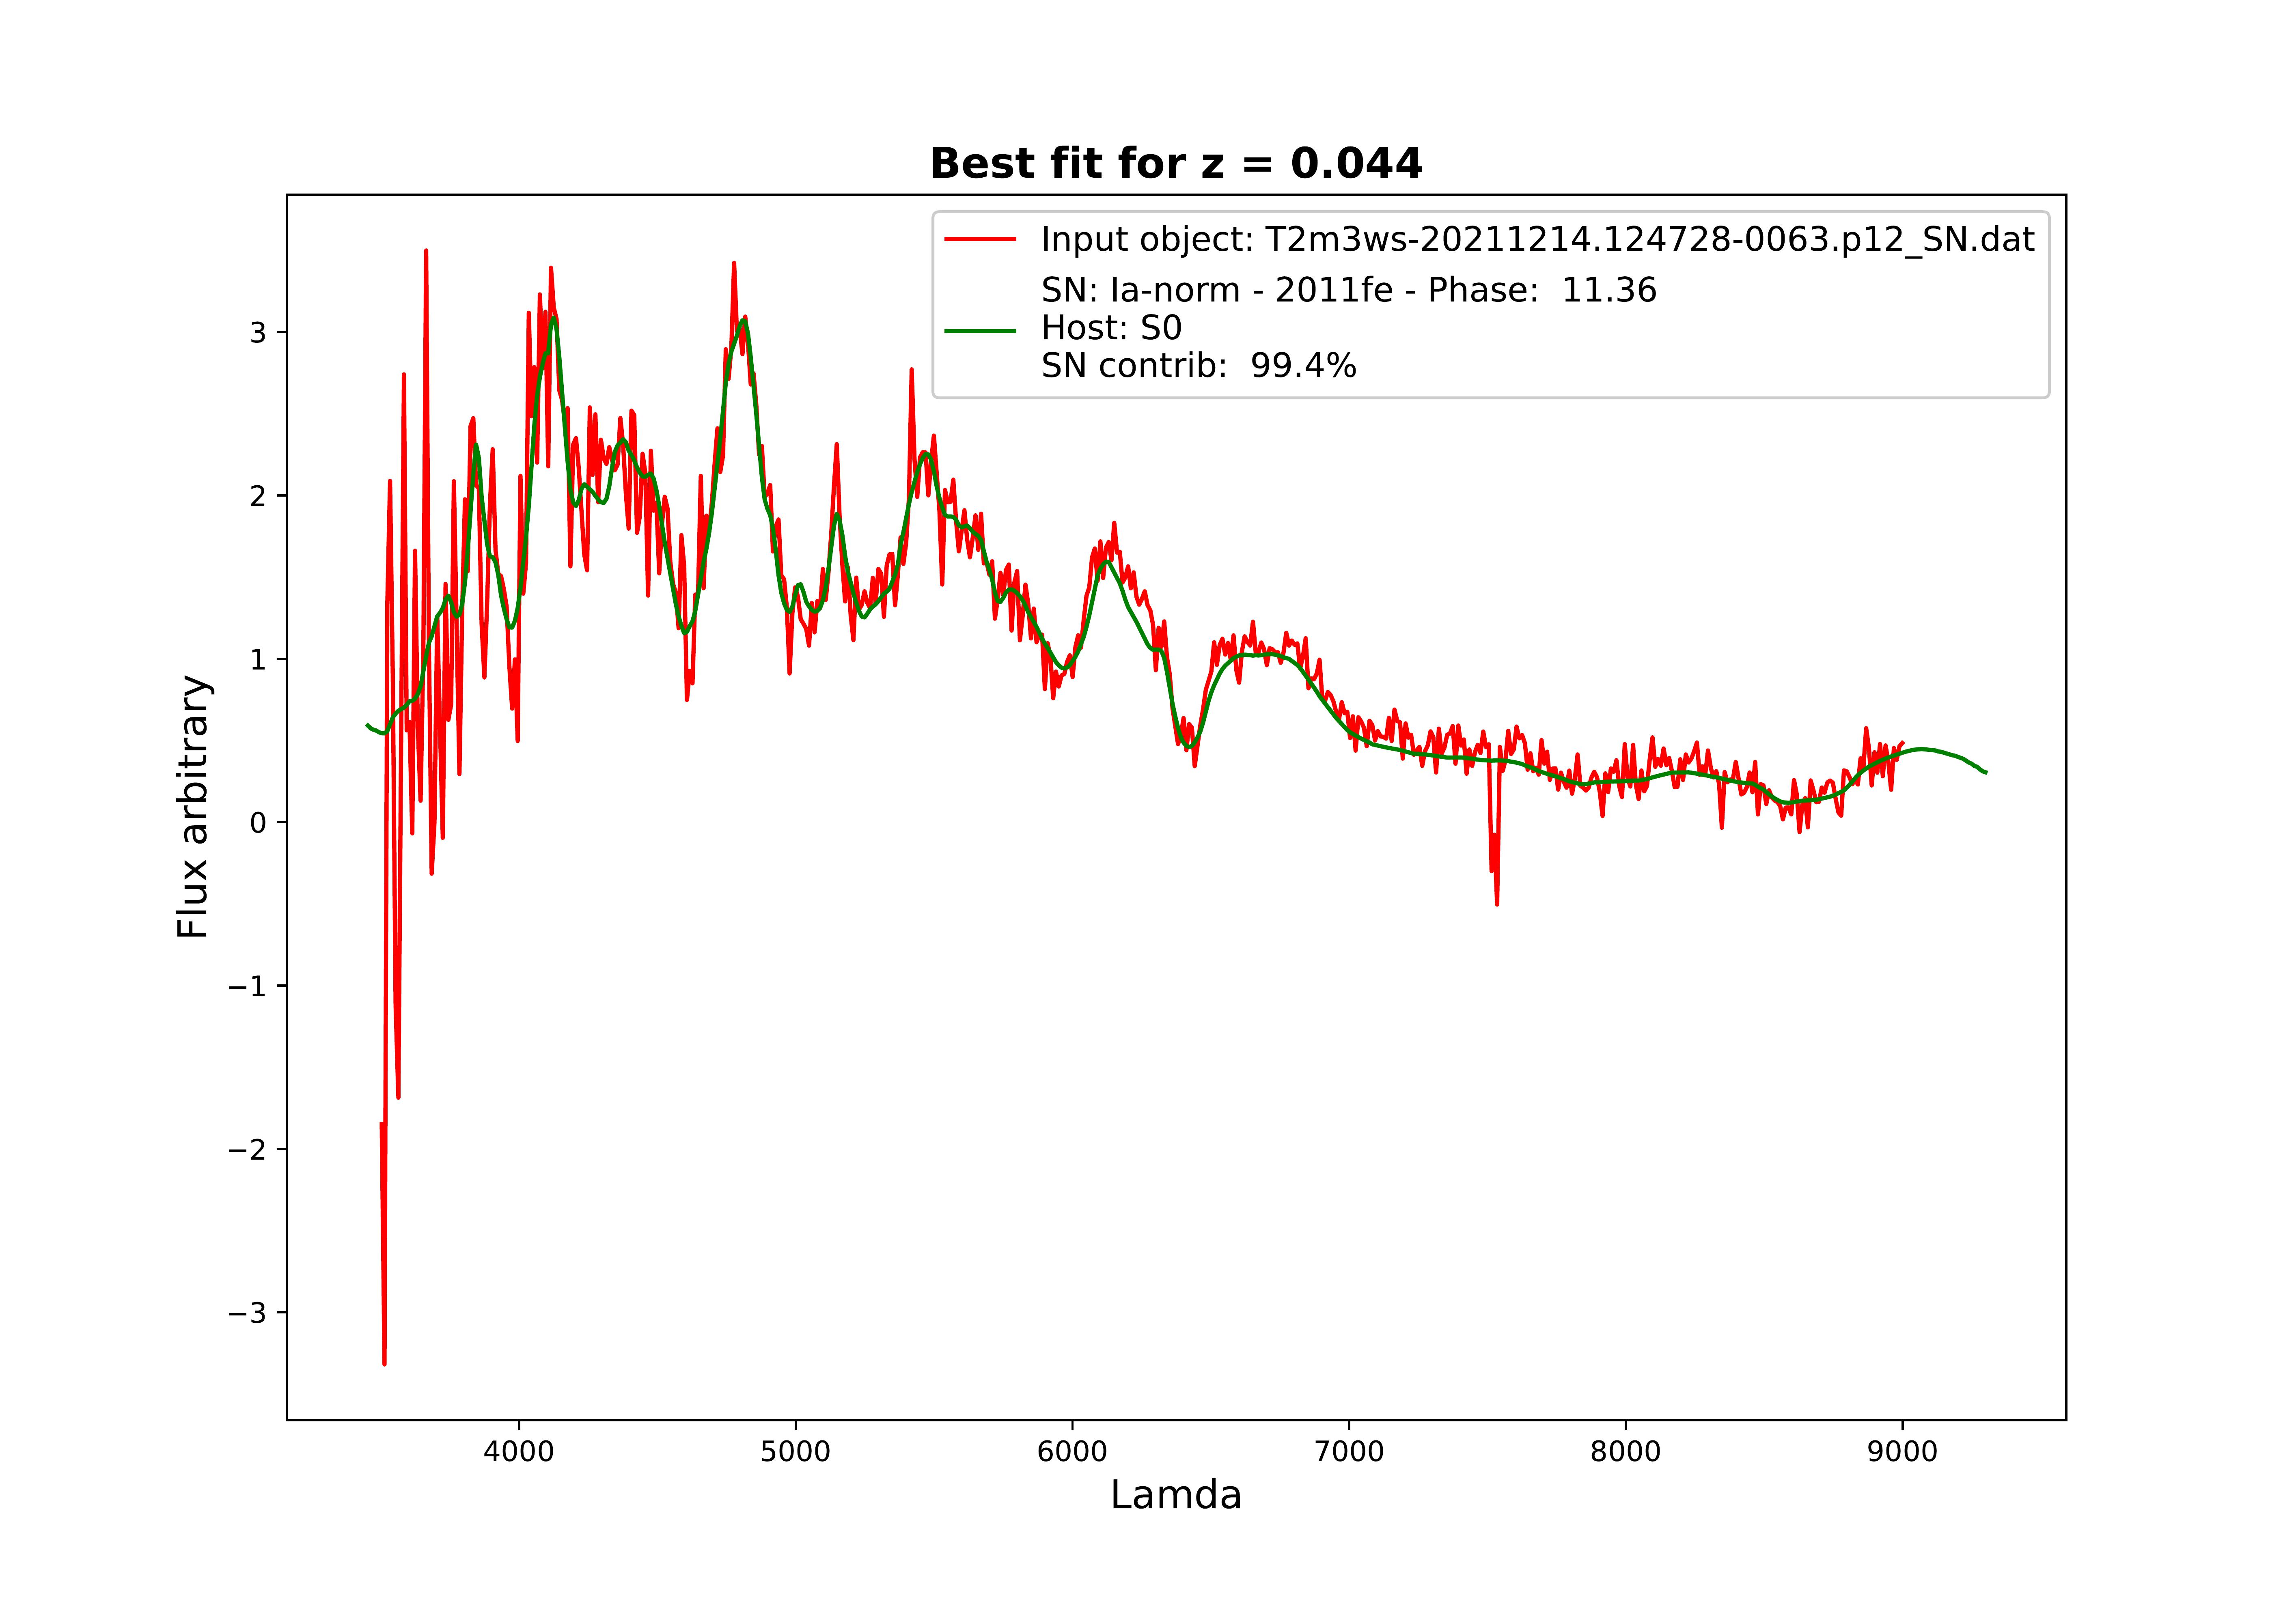 Best fit for z = 0.044
Input object: T2m3ws-20211214.124728-0063.p12_SN.dat
SN: Ia-norm - 2011fe - Phase:  11.36
Host: S0
SN contrib:  99.4%
Flux arbitrary
3
2
1
0
−1
−2
−3
4000
5000
6000
7000
8000
9000
Lamda